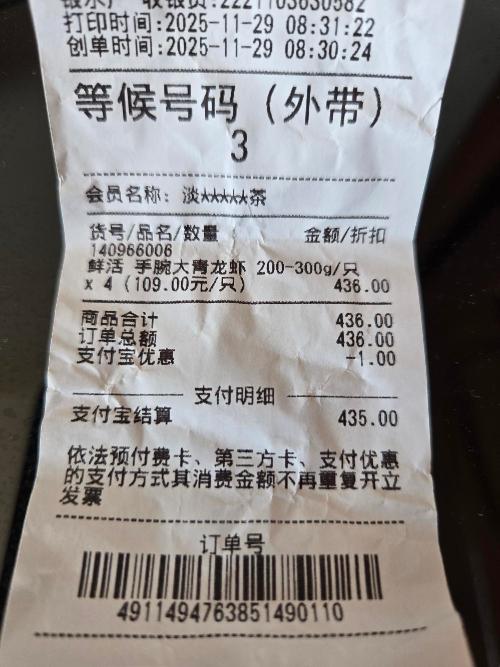 打印时间:2025-11-29 08:31:22
创单时间:2025-11-29 08:30:24
等候号码（外带）
3
会员名称: 淡*****茶
货号/品名/数量 金额/折扣
140966006
鲜活 手腕大青龙虾 200-300g/只
x 4 (109.00元/只) 436.00
商品合计 436.00
订单总额 436.00
支付宝优惠 -1.00
支付明细
支付宝结算 435.00
依法预付费卡、第三方卡、支付优惠
的支付方式其消费金额不再重复开立
发票
订单号
4911494763851490110